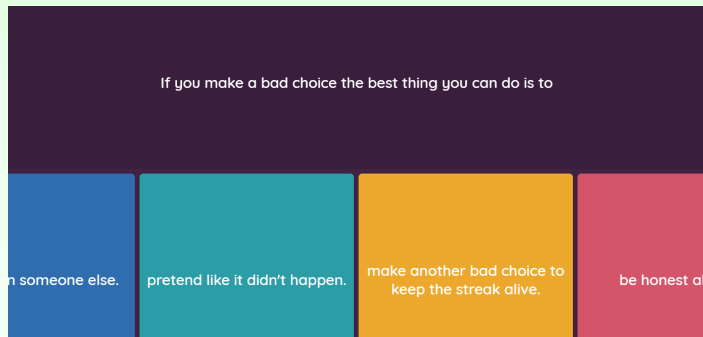 If you make a bad choice the best thing you can do is to
someone else.
pretend like it didn't happen.
make another bad choice to
keep the streak alive.
be honest